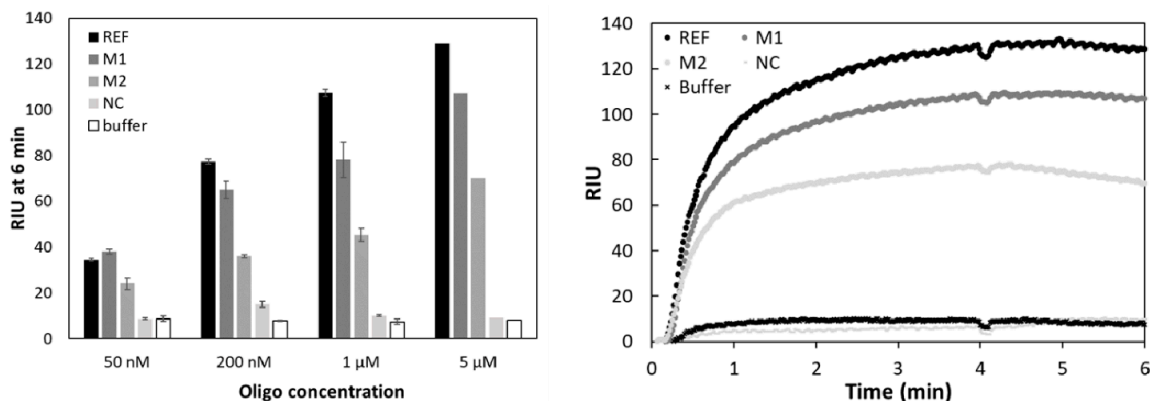 140
120
100
80
60
40
20
0
RIU at 6 min
REF
M1
M2
NC
buffer
50 nM 200 nM 1 µM 5 µM
Oligo concentration
140
120
100
80
60
40
20
0
RIU
REF M1
M2 NC
Buffer
0 1 2 3 4 5 6
Time (min)